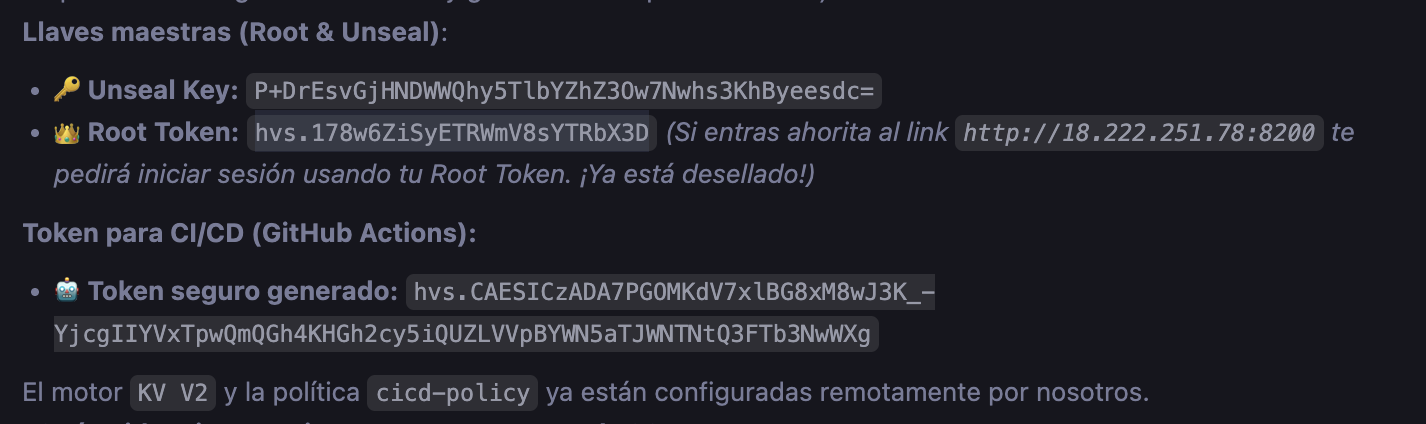 Llaves maestras (Root & Unseal):
• 🔑 Unseal Key: P+DrEsvGjHNDWWQhy5TlbYZhZ3Ow7Nwhs3KhByeesdc=
• 👑 Root Token: hvs.178w6ZiSyETRWmV8sYTRbX3D (Si entras ahorita al link http://18.222.251.78:8200 te
pedirá iniciar sesión usando tu Root Token. ¡Ya está desellado!)
Token para CI/CD (GitHub Actions):
• 🤖 Token seguro generado: hvs.CAESICzADA7PGOMKdV7xlBG8xM8wJ3K_-
YjcgIIYVxTpwQmQGh4KHGh2cy5iQUZLVVpBYWN5aTJWNTNtQ3FTb3NwWXg
El motor KV V2 y la política cicd-policy ya están configuradas remotamente por nosotros.